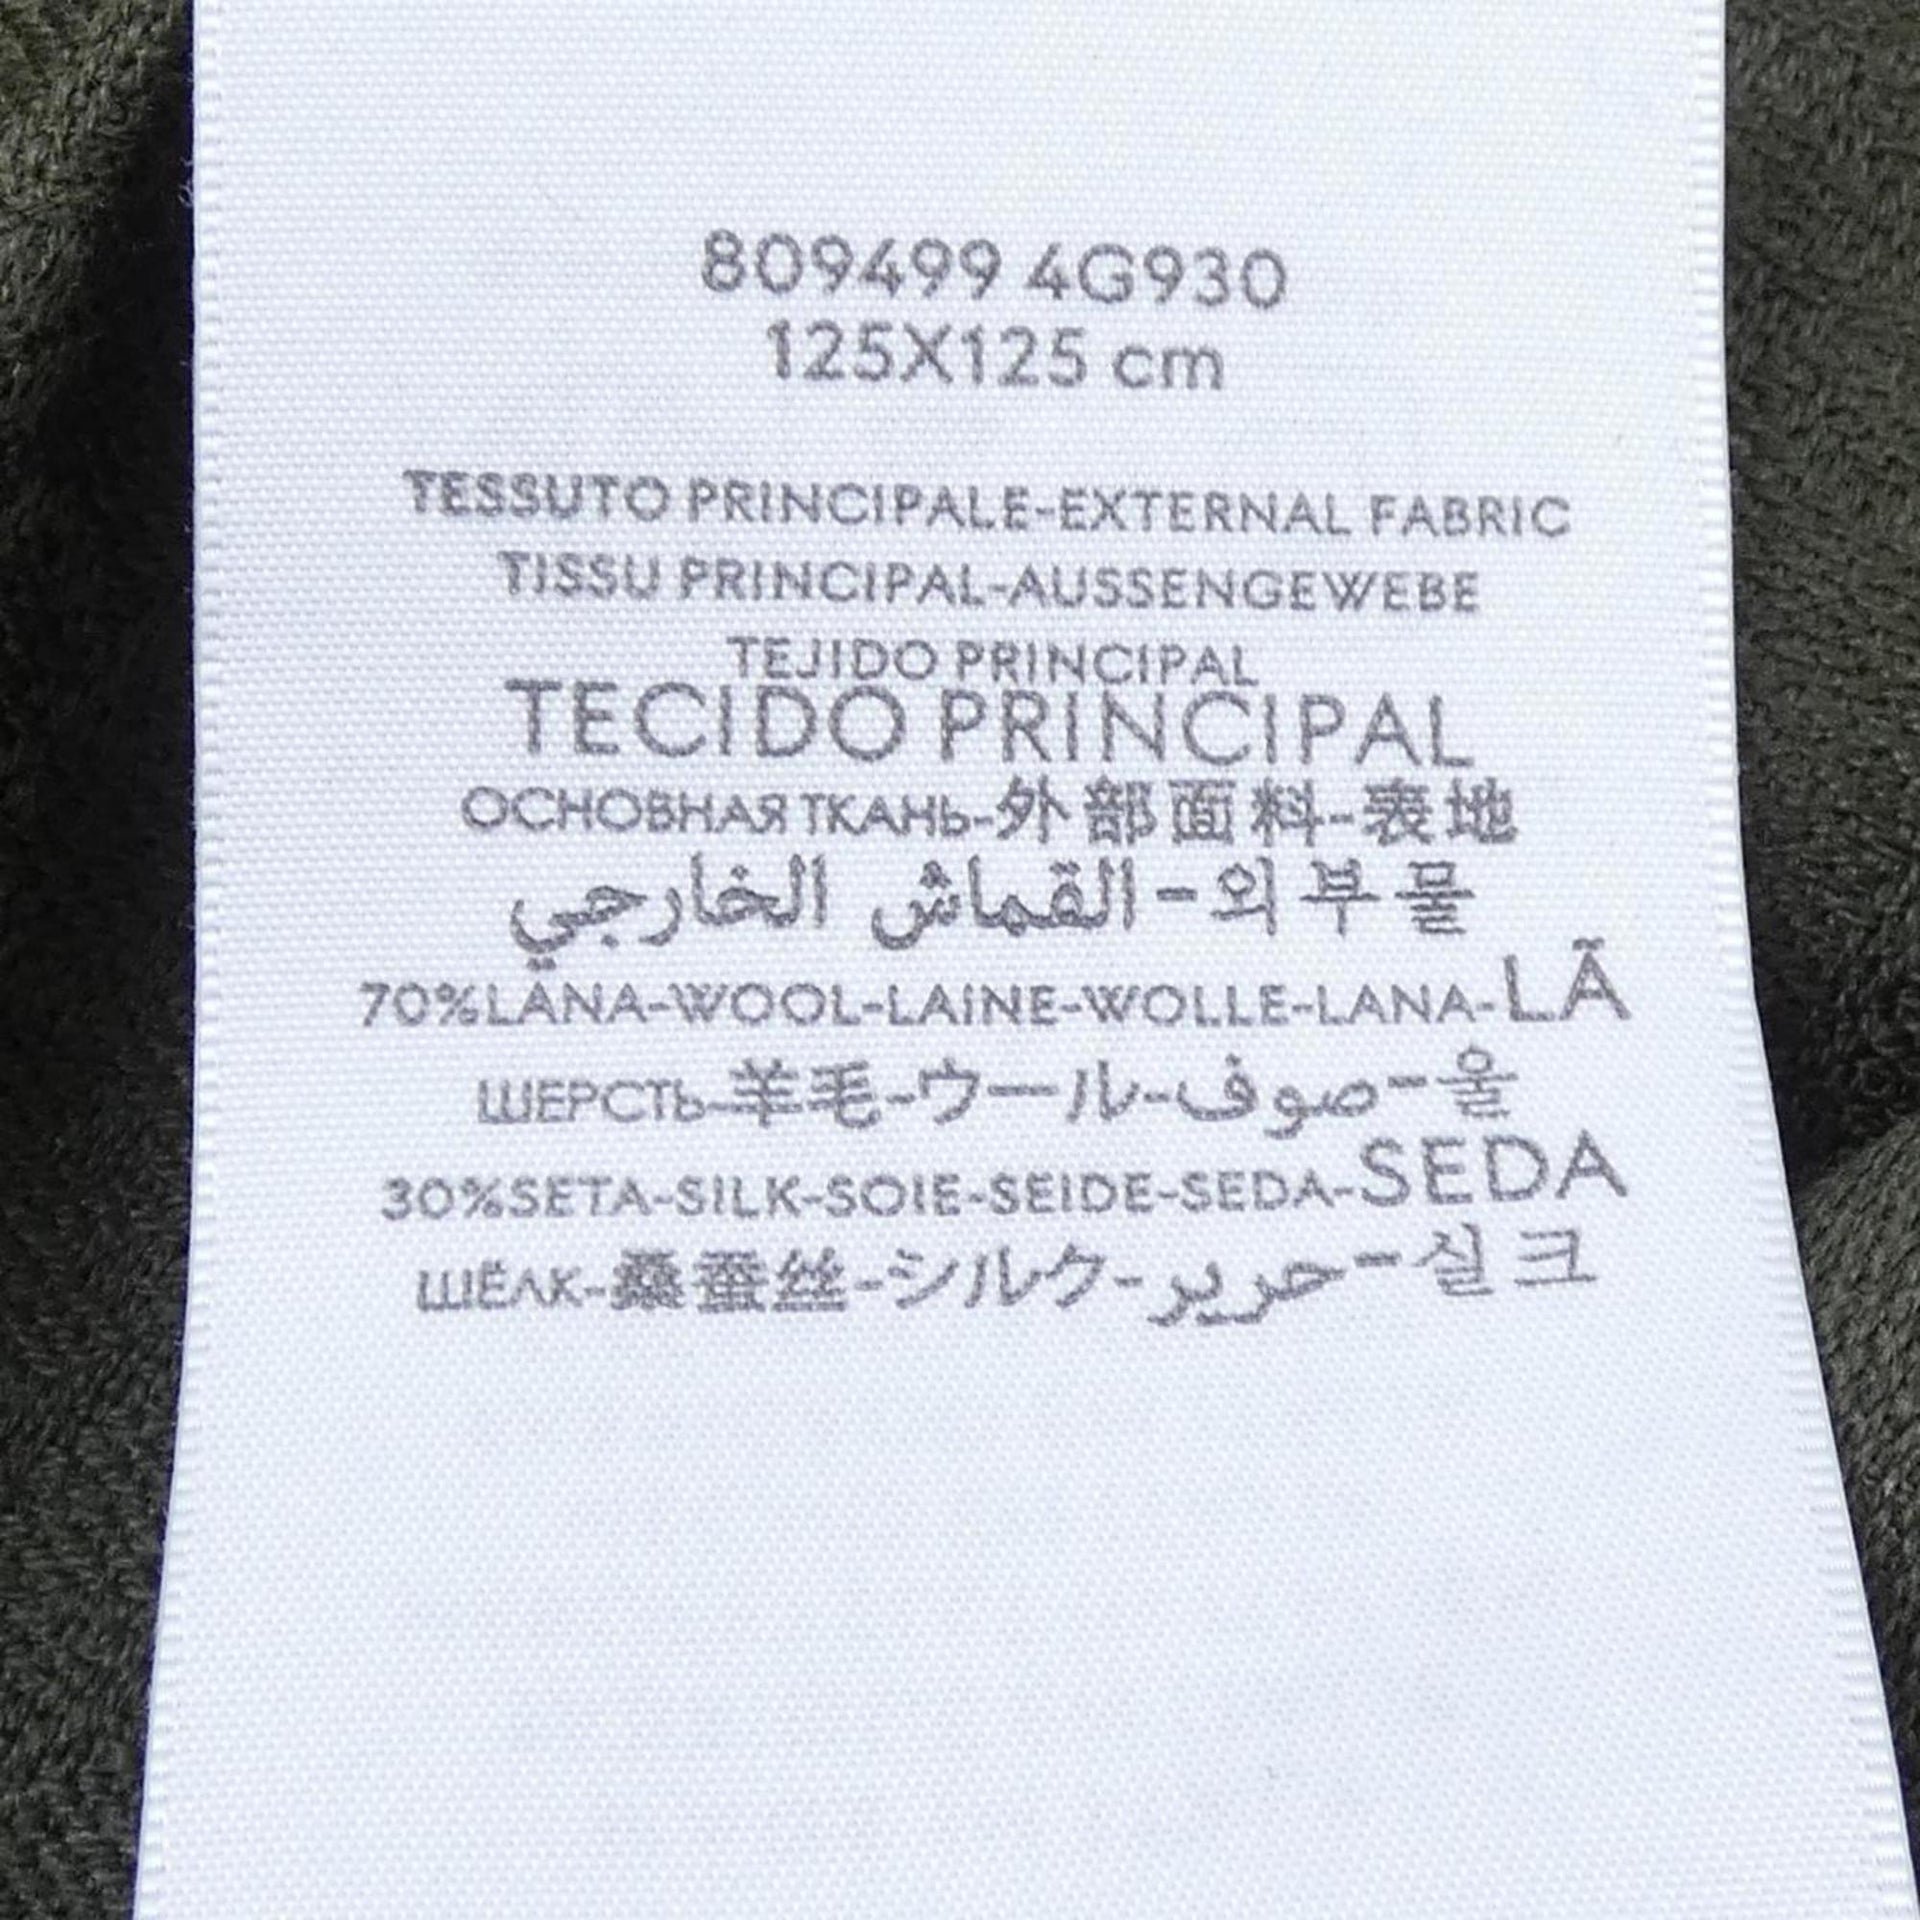 809499 4G930
125X125 cm
TESSUTO PRINCIPALE-EXTERNAL FABRIC
TISSU PRINCIPAL-AUSSENGEWEBE
TEJIDO PRINCIPAL
TECIDO PRINCIPAL
ОСНОВНАЯ ТКАНЬ-外部面料-表地
القماش الخارجي-외부물
70%LANA-WOOL-LAINE-WOLLE-LANA-LÃ
ШЕРСТЬ-羊毛-ウール-صوف-울
30%SETA-SILK-SOIE-SEIDE-SEDA-SEDA
ШЁЛК-桑蚕丝-シルク-حرير-실크